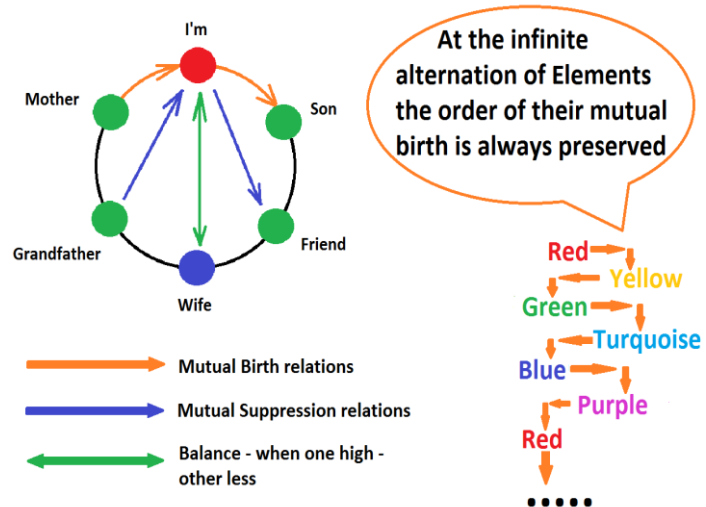 I'm
Mother
Son
Grandfather
Friend
Wife
Mutual Birth relations
Mutual Suppression relations
Balance - when one high -
other less
At the infinite
alternation of Elements
the order of their mutual
birth is always preserved
Red
Yellow
Green
Turquoise
Blue
Purple
Red
.....